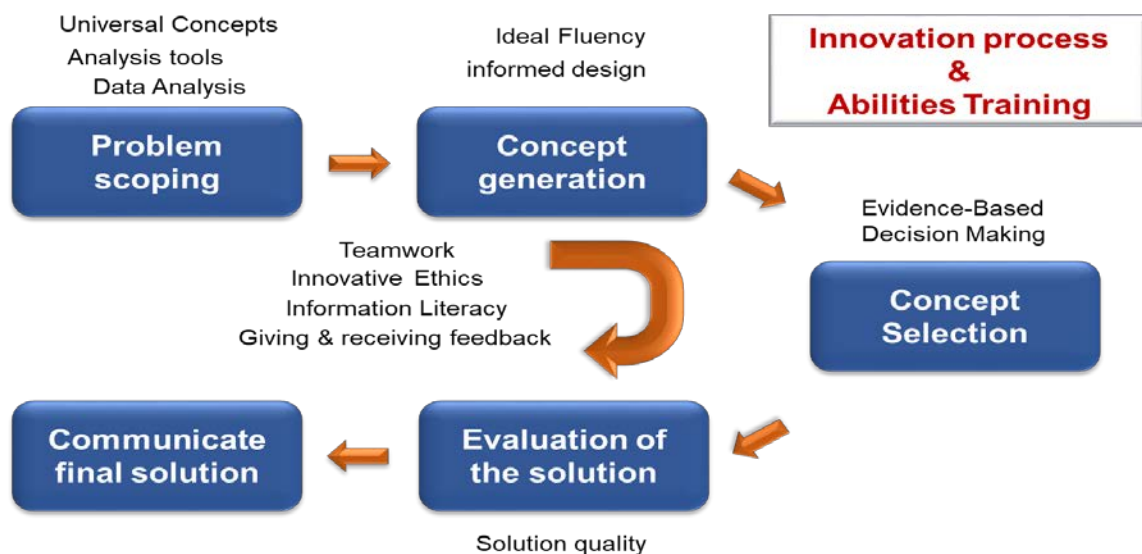 Universal Concepts
Analysis tools
Data Analysis
Problem
scoping
Ideal Fluency
informed design
Concept
generation
Innovation process
&
Abilities Training
Evidence-Based
Decision Making
Concept
Selection
Teamwork
Innovative Ethics
Information Literacy
Giving & receiving feedback
Communicate
final solution
Evaluation of
the solution
Solution quality